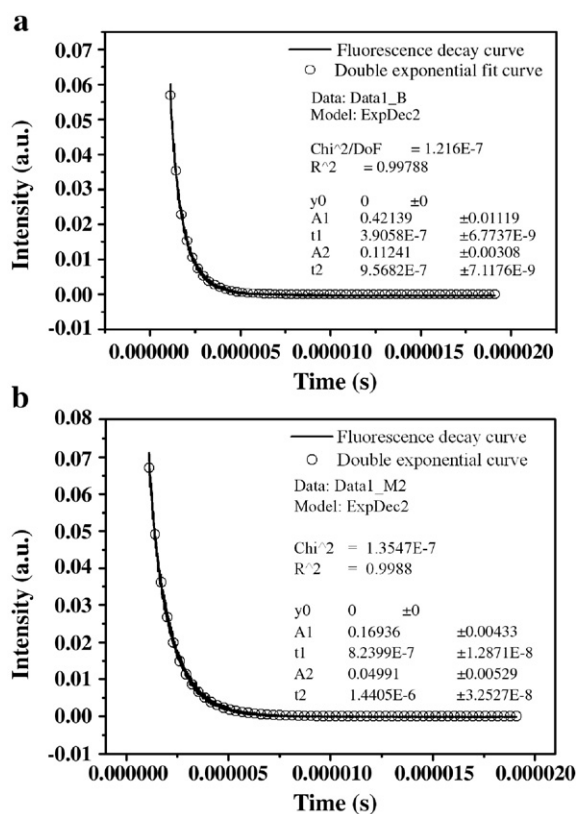 a
0.07
0.06
0.05
0.04
0.03
0.02
0.01
0.00
-0.01
Intensity (a.u.)
Fluorescence decay curve
Double exponential fit curve
Data: Data1_B
Model: ExpDec2
Chi^2/DoF = 1.216E-7
R^2 = 0.99788
y0 0 ±0
A1 0.42139 ±0.01119
t1 3.9058E-7 ±6.7737E-9
A2 0.11241 ±0.00308
t2 9.5682E-7 ±7.1176E-9
0.000000 0.000005 0.000010 0.000015 0.000020
Time (s)
b
0.08
0.07
0.06
0.05
0.04
0.03
0.02
0.01
0.00
-0.01
Intensity (a.u.)
Fluorescence decay curve
Double exponential curve
Data: Data1_M2
Model: ExpDec2
Chi^2 = 1.3547E-7
R^2 = 0.9988
y0 0 ±0
A1 0.16936 ±0.00433
t1 8.2399E-7 ±1.2871E-8
A2 0.04991 ±0.00529
t2 1.4405E-6 ±3.2527E-8
0.000000 0.000005 0.000010 0.000015 0.000020
Time (s)